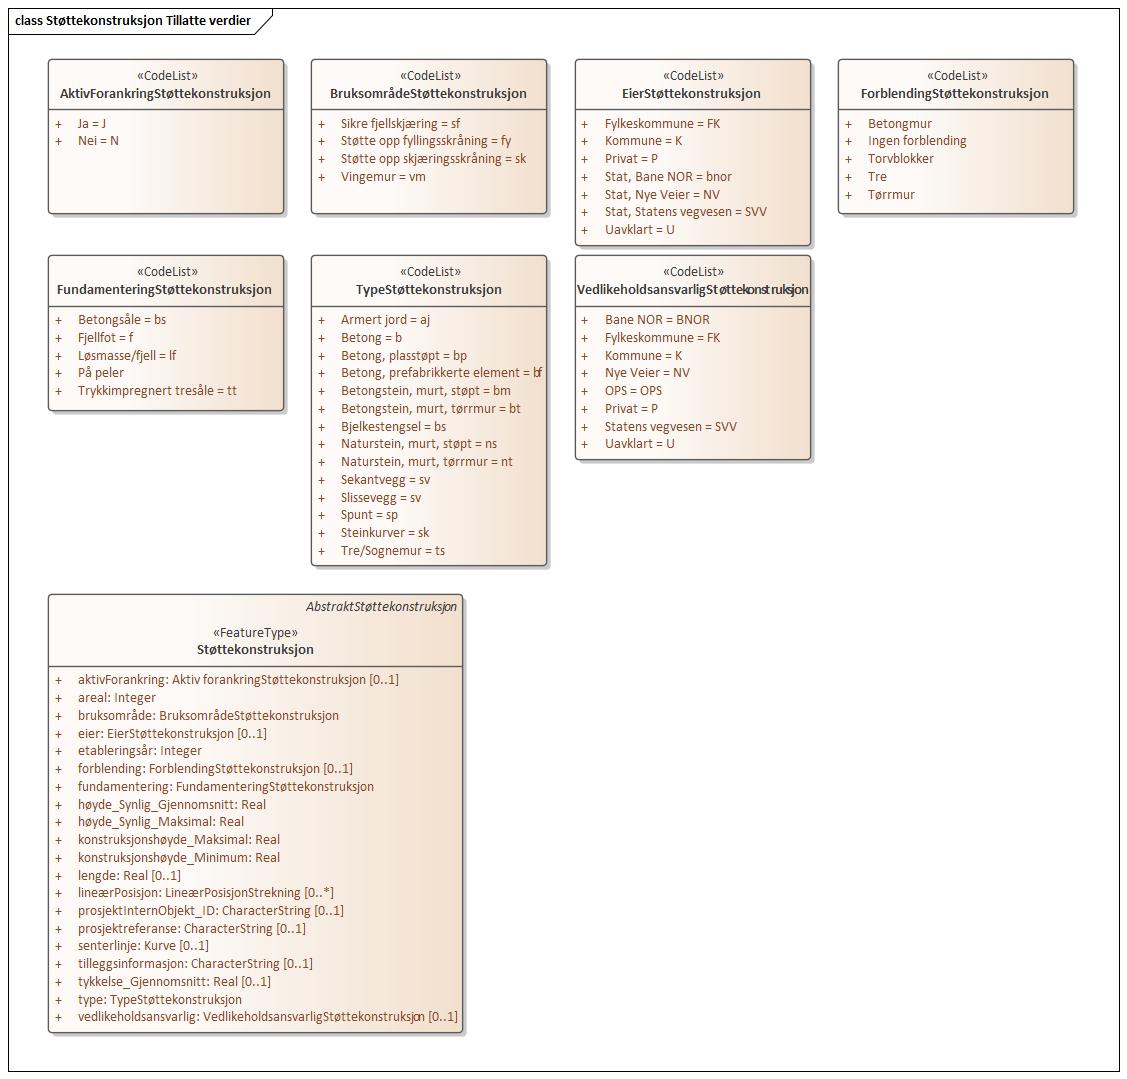 class Støttekonstruksjon Tillatte verdier
«CodeList»
AktivForankringStøttekonstruksjon
+ Ja = J
+ Nei = N
«CodeList»
BruksområdeStøttekonstruksjon
+ Sikre fjellskjæring = sf
+ Støtte opp fyllingsskråning = fy
+ Støtte opp skjæringsskråning = sk
+ Vingemur = vm
«CodeList»
EierStøttekonstruksjon
+ Fylkeskommune = FK
+ Kommune = K
+ Privat = P
+ Stat, Bane NOR = bnor
+ Stat, Nye Veier = NV
+ Stat, Statens vegvesen = SVV
+ Uavklart = U
«CodeList»
ForblendingStøttekonstruksjon
+ Betongmur
+ Ingen forblending
+ Torvblokker
+ Tre
+ Tørrmur
«CodeList»
FundamenteringStøttekonstruksjon
+ Betongsåle = bs
+ Fjellfot = f
+ Løsmasse/fjell = lf
+ På peler
+ Trykkimpregnert tresåle = tt
«CodeList»
TypeStøttekonstruksjon
+ Armert jord = aj
+ Betong = b
+ Betong, plasstøpt = bp
+ Betong, prefabrikkerte element = bf
+ Betongstein, murt, støpt = bm
+ Betongstein, murt, tørrmur = bt
+ Bjelkestengsel = bs
+ Naturstein, murt, støpt = ns
+ Naturstein, murt, tørrmur = nt
+ Sekantvegg = sv
+ Slissevegg = sv
+ Spunt = sp
+ Steinkurver = sk
+ Tre/Sognemur = ts
«CodeList»
VedlikeholdsansvarligStøttekonstruksjon
+ Bane NOR = BNOR
+ Fylkeskommune = FK
+ Kommune = K
+ Nye Veier = NV
+ OPS = OPS
+ Privat = P
+ Statens vegvesen = SVV
+ Uavklart = U
AbstraktStøttekonstruksjon
«FeatureType»
Støttekonstruksjon
+ aktivForankring: Aktiv forankringStøttekonstruksjon [0..1]
+ areal: Integer
+ bruksområde: BruksområdeStøttekonstruksjon
+ eier: EierStøttekonstruksjon [0..1]
+ etableringsår: Integer
+ forblending: ForblendingStøttekonstruksjon [0..1]
+ fundamentering: FundamenteringStøttekonstruksjon
+ høyde_Synlig_Gjennomsnitt: Real
+ høyde_Synlig_Maksimal: Real
+ konstruksjonshøyde_Maksimal: Real
+ konstruksjonshøyde_Minimum: Real
+ lengde: Real [0..1]
+ lineærPosisjon: LineærPosisjonStrekning [0..*]
+ prosjektInternObjekt_ID: CharacterString [0..1]
+ prosjektreferanse: CharacterString [0..1]
+ senterlinje: Kurve [0..1]
+ tilleggsinformasjon: CharacterString [0..1]
+ tykkelse_Gjennomsnitt: Real [0..1]
+ type: TypeStøttekonstruksjon
+ vedlikeholdsansvarlig: VedlikeholdsansvarligStøttekonstruksjon [0..1]